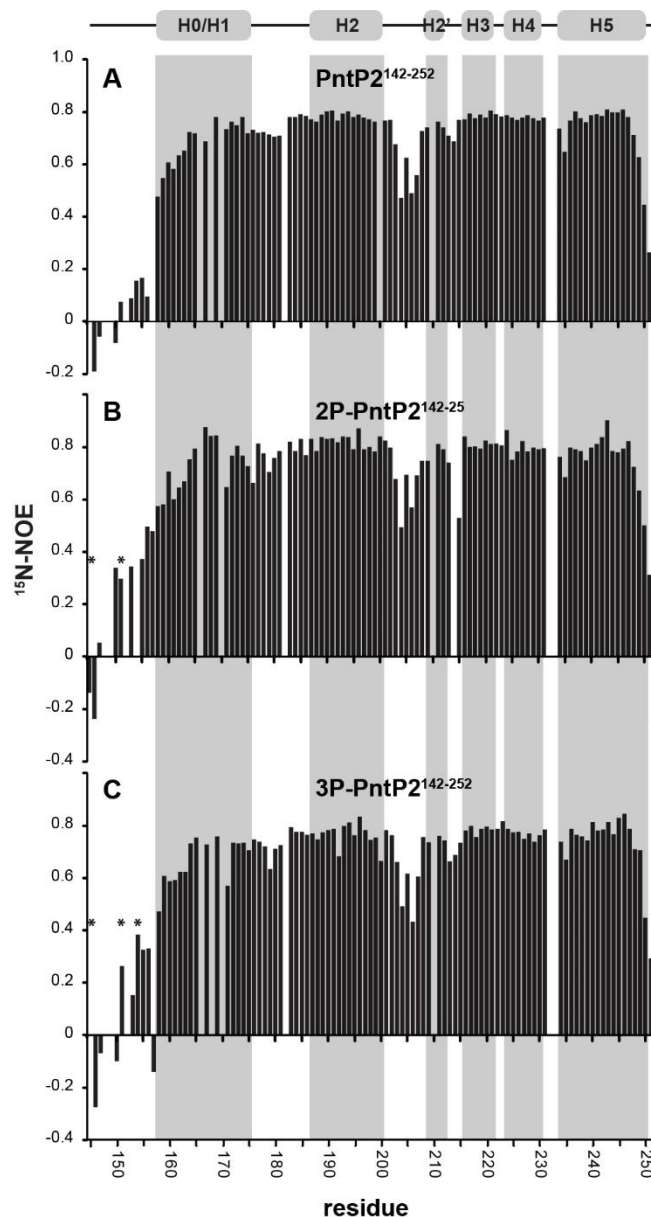 H0/H1 H2 H2' H3 H4 H5
A PntP2142-252
1.0
0.8
0.6
0.4
0.2
0
-0.2
B 2P-PntP2142-25
0.8
0.6
0.4
* *
0.2
0
-0.2
-0.4
15N-NOE
C 3P-PntP2142-252
0.8
0.6
0.4
* * *
0.2
0
-0.2
-0.4
150 160 170 180 190 200 210 220 230 240 250
residue